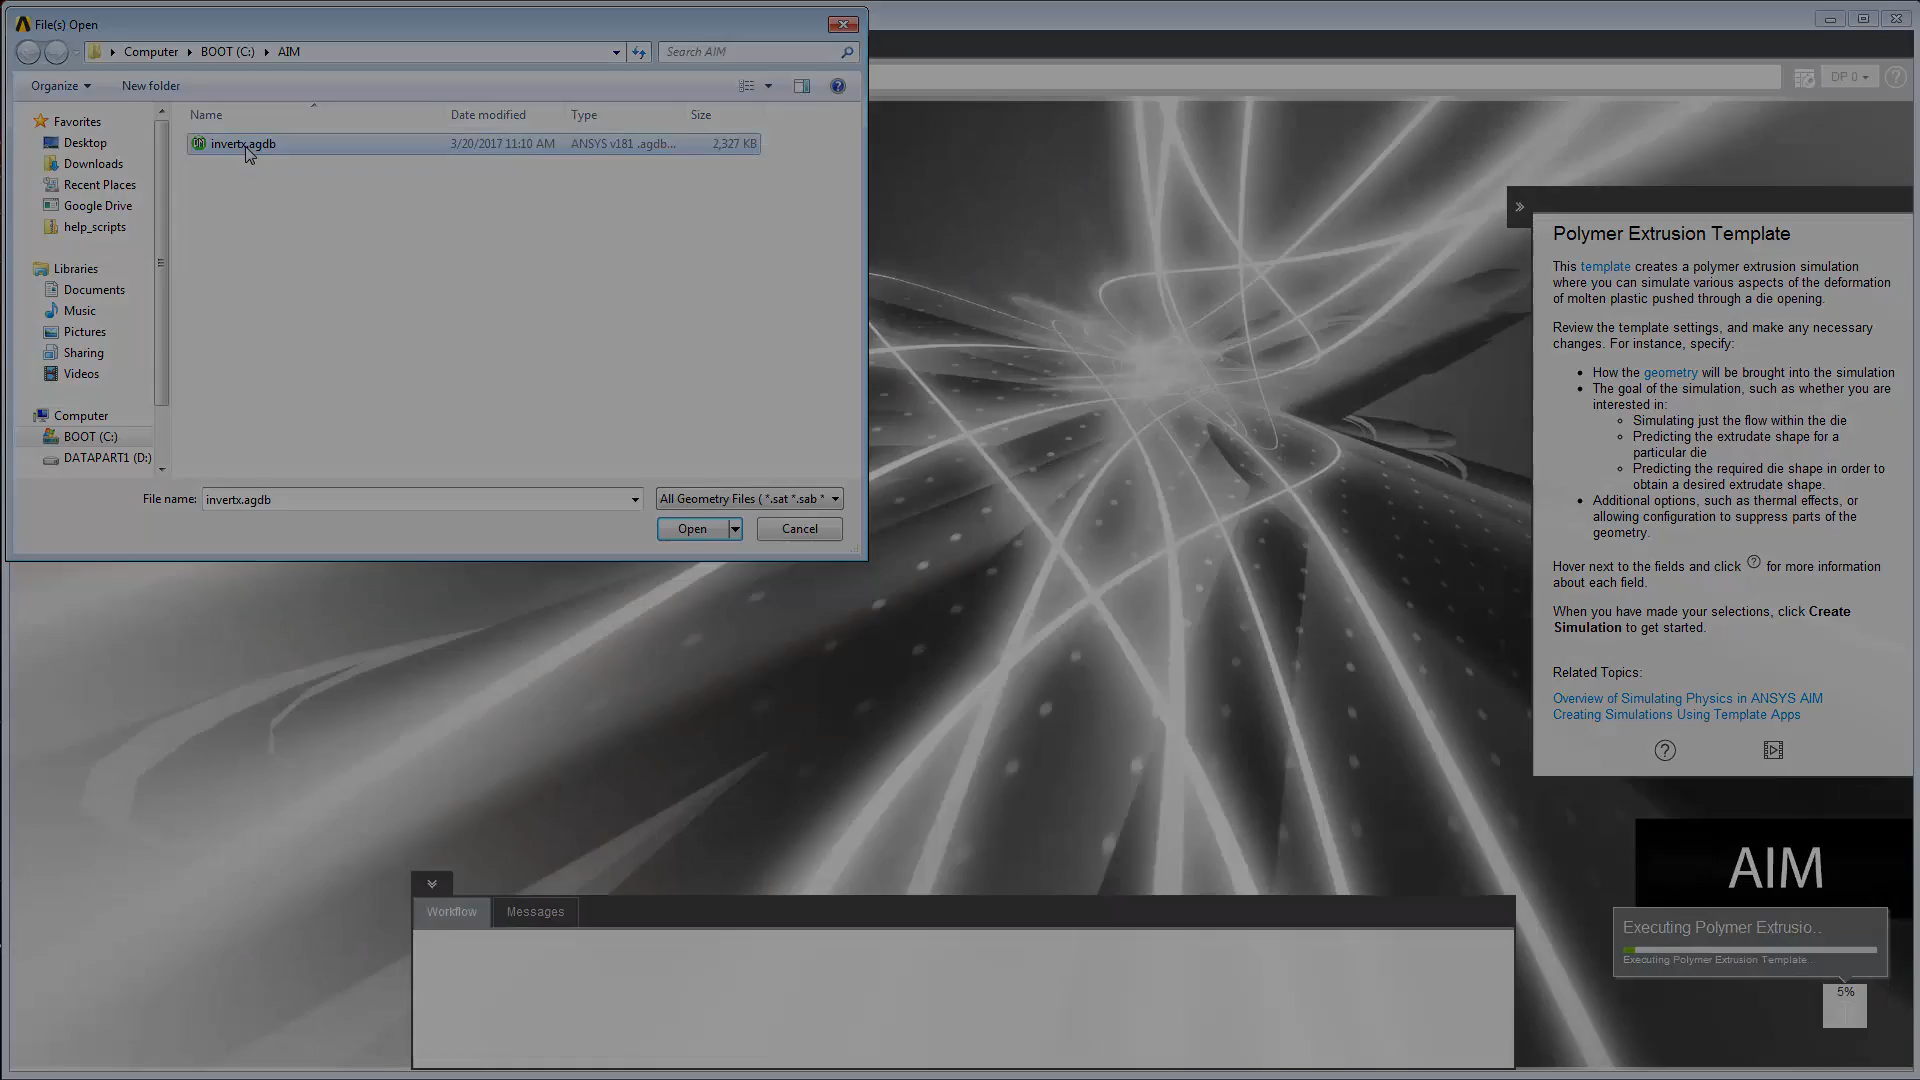 File(s) Open
Computer BOOT (C:) AIM
Search AIM
DP 0
Organize New folder
Name Date modified Type Size
invertx.agdb 3/20/2017 11:10 AM ANSYS v181 .agdb... 2,327 KB
Favorites
Desktop
Downloads
Recent Places
Google Drive
help_scripts
Libraries
Documents
Music
Pictures
Sharing
Videos
Computer
BOOT (C:)
DATAPART1 (D:)
File name: invertx.agdb
All Geometry Files ( *.sat *.sab *
Open
Cancel
Polymer Extrusion Template
This template creates a polymer extrusion simulation
where you can simulate various aspects of the deformation
of molten plastic pushed through a die opening.
Review the template settings, and make any necessary
changes. For instance, specify:
How the geometry will be brought into the simulation
The goal of the simulation, such as whether you are
interested in:
Simulating just the flow within the die
Predicting the extrudate shape for a
particular die
Predicting the required die shape in order to
obtain a desired extrudate shape.
Additional options, such as thermal effects, or
allowing configuration to suppress parts of the
geometry.
Hover next to the fields and click ? for more information
about each field.
When you have made your selections, click Create
Simulation to get started.
Related Topics:
Overview of Simulating Physics in ANSYS AIM
Creating Simulations Using Template Apps
AIM
Workflow Messages
Executing Polymer Extrusio..
Executing Polymer Extrusion Template...
5%